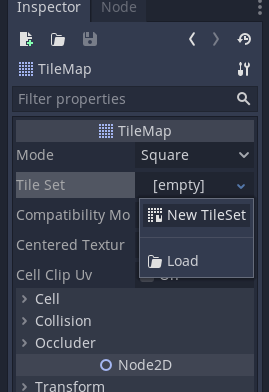 Inspector Node
TileMap
Filter properties
TileMap
Mode Square
Tile Set [empty]
New TileSet
Compatibility Mo
Centered Textur
Load
Cell Clip Uv On
Cell
Collision
Occluder
Node2D
Transform